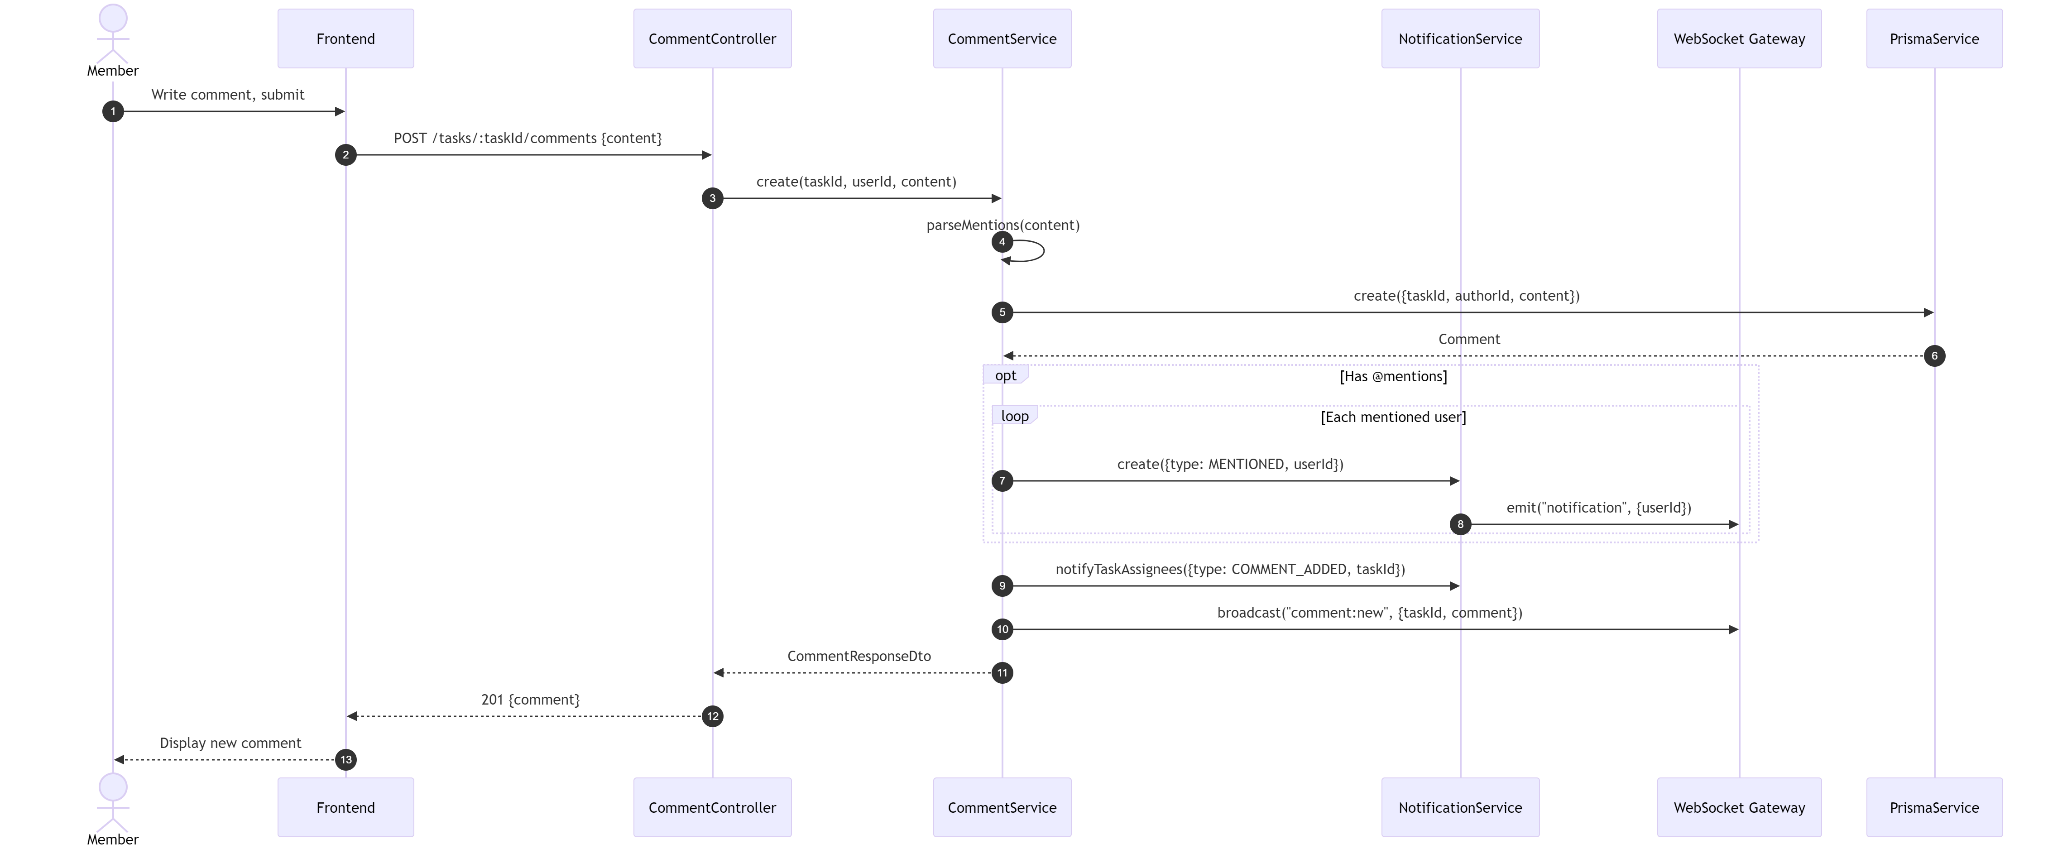 Member
Frontend
CommentController
CommentService
NotificationService
WebSocket Gateway
PrismaService
Write comment, submit
1
POST /tasks/:taskId/comments {content}
2
create(taskId, userId, content)
3
parseMentions(content)
4
create({taskId, authorId, content})
5
Comment
6
opt
[Has @mentions]
loop
[Each mentioned user]
create({type: MENTIONED, userId})
7
emit("notification", {userId})
8
notifyTaskAssignees({type: COMMENT_ADDED, taskId})
9
broadcast("comment:new", {taskId, comment})
10
CommentResponseDto
11
201 {comment}
12
Display new comment
13
Member
Frontend
CommentController
CommentService
NotificationService
WebSocket Gateway
PrismaService